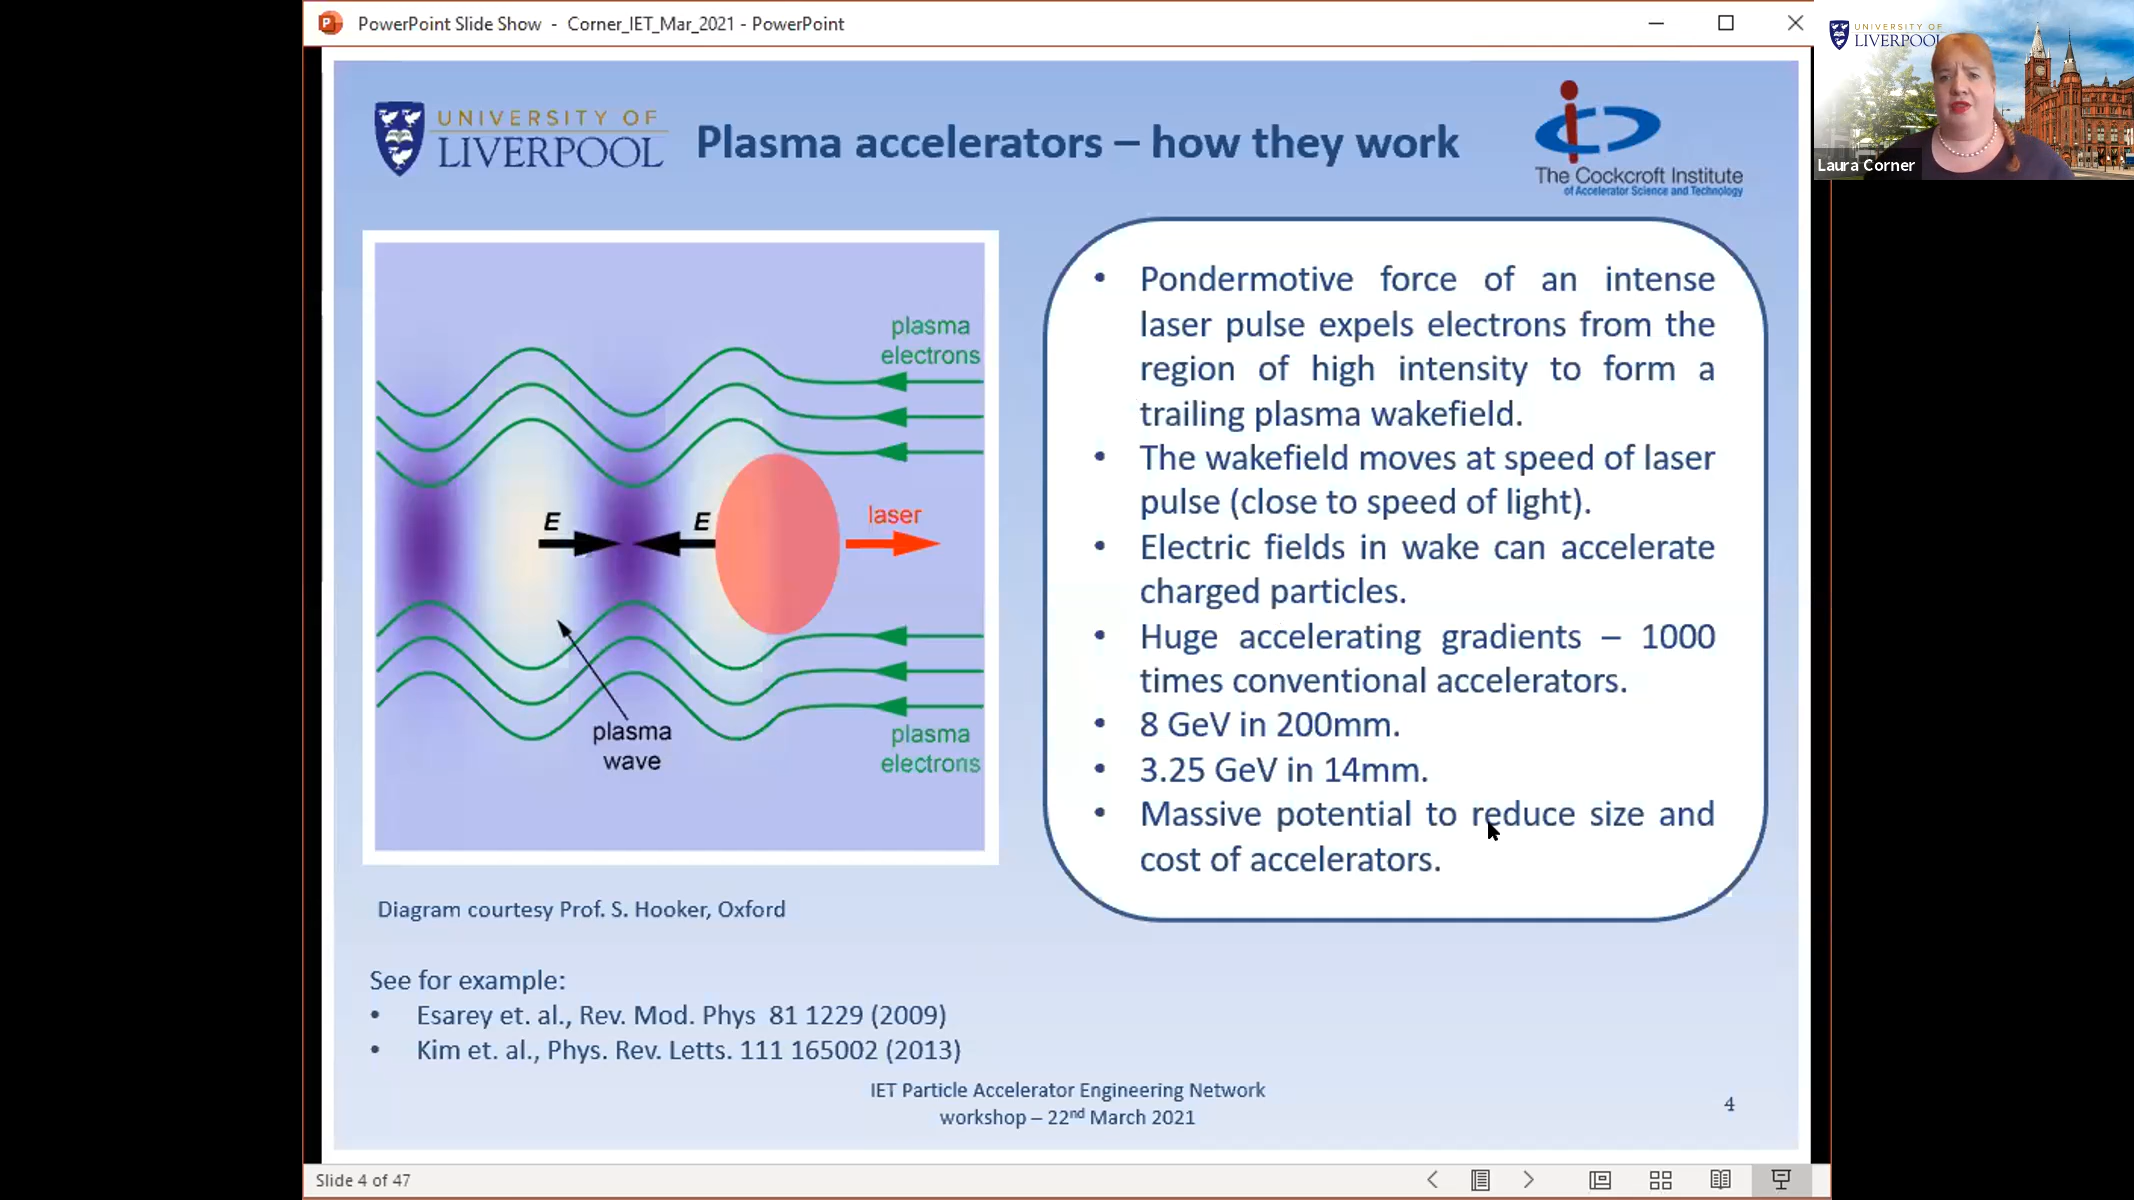 PowerPoint Slide Show - Corner_IET_Mar_2021 - PowerPoint
UNIVERSITY OF
LIVERPOOL
Laura Corner
UNIVERSITY OF
LIVERPOOL
Plasma accelerators – how they work
The Cockcroft Institute
of Accelerator Science and Technology
plasma
electrons
E
E
laser
plasma
wave
plasma
electrons
Diagram courtesy Prof. S. Hooker, Oxford
• Pondermotive force of an intense
laser pulse expels electrons from the
region of high intensity to form a
trailing plasma wakefield.
• The wakefield moves at speed of laser
pulse (close to speed of light).
• Electric fields in wake can accelerate
charged particles.
• Huge accelerating gradients – 1000
times conventional accelerators.
• 8 GeV in 200mm.
• 3.25 GeV in 14mm.
• Massive potential to reduce size and
cost of accelerators.
See for example:
• Esarey et. al., Rev. Mod. Phys 81 1229 (2009)
• Kim et. al., Phys. Rev. Letts. 111 165002 (2013)
IET Particle Accelerator Engineering Network
workshop – 22nd March 2021
4
Slide 4 of 47